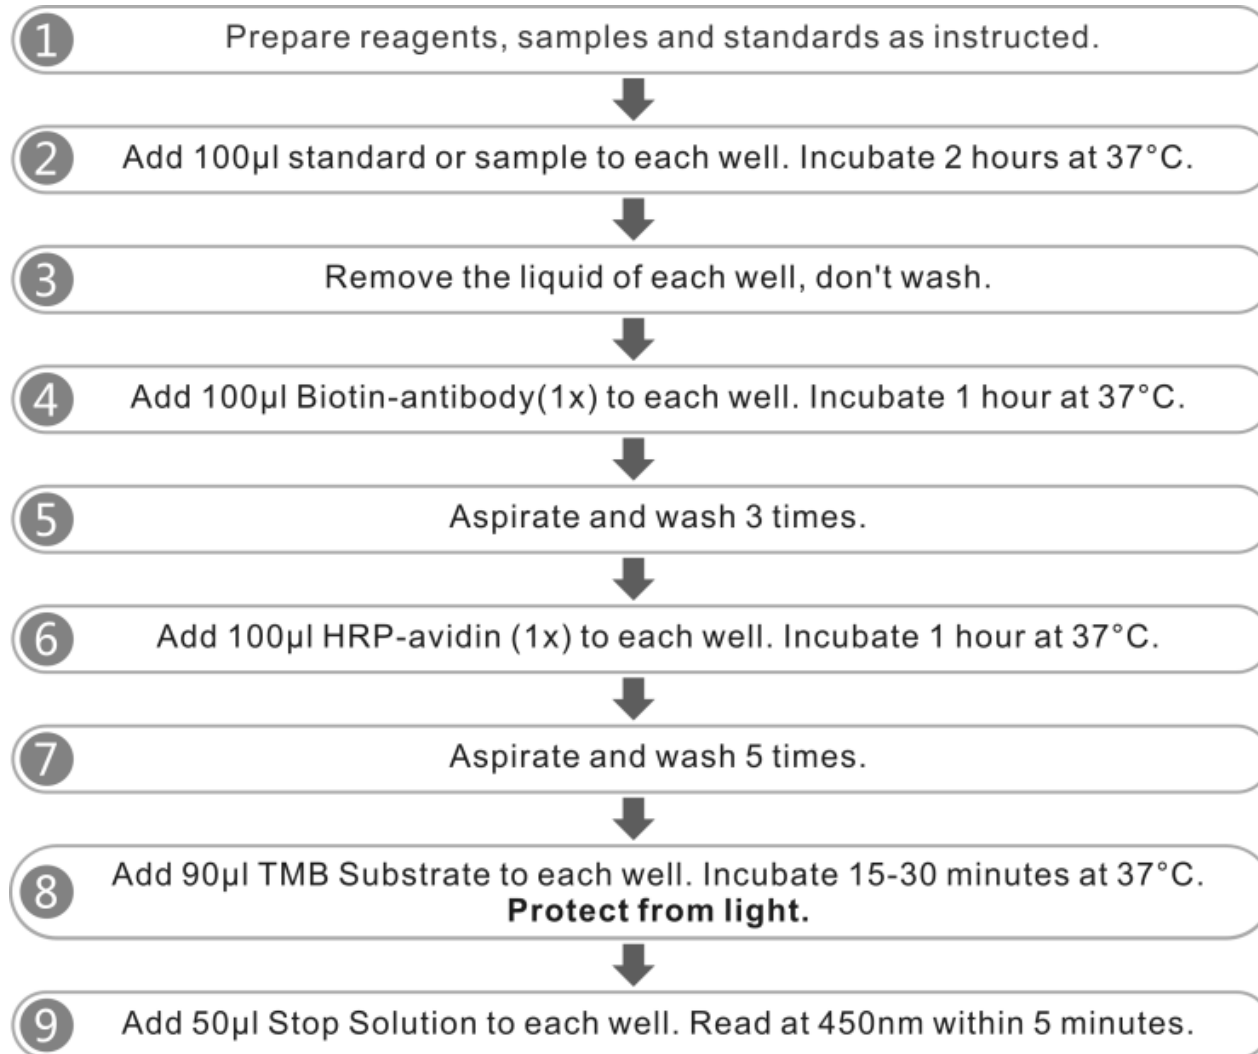 1 Prepare reagents, samples and standards as instructed.
2 Add 100µl standard or sample to each well. Incubate 2 hours at 37°C.
3 Remove the liquid of each well, don't wash.
4 Add 100µl Biotin-antibody(1x) to each well. Incubate 1 hour at 37°C.
5 Aspirate and wash 3 times.
6 Add 100µl HRP-avidin (1x) to each well. Incubate 1 hour at 37°C.
7 Aspirate and wash 5 times.
8 Add 90µl TMB Substrate to each well. Incubate 15-30 minutes at 37°C.
Protect from light.
9 Add 50µl Stop Solution to each well. Read at 450nm within 5 minutes.